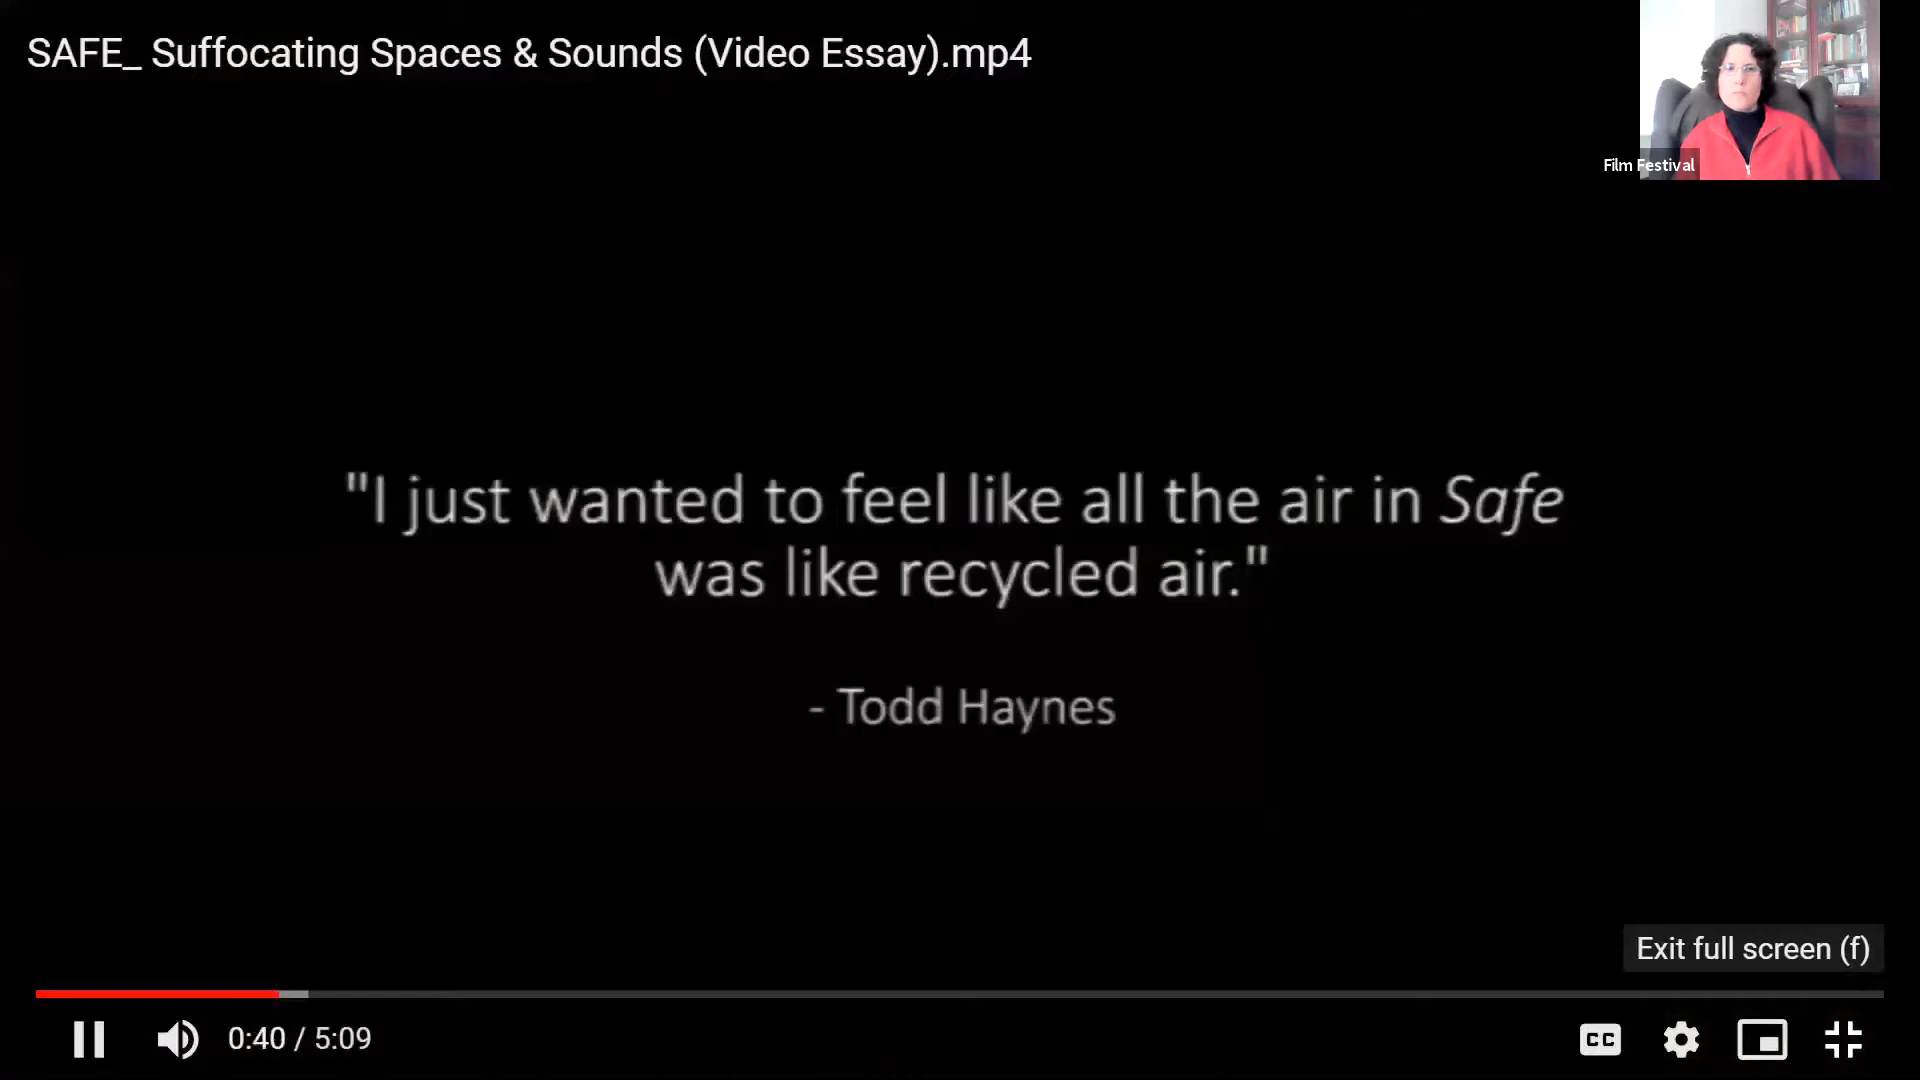 SAFE_ Suffocating Spaces & Sounds (Video Essay).mp4
Film Festival
"I just wanted to feel like all the air in Safe
was like recycled air."
- Todd Haynes
Exit full screen (f)
0:40 / 5:09
CC